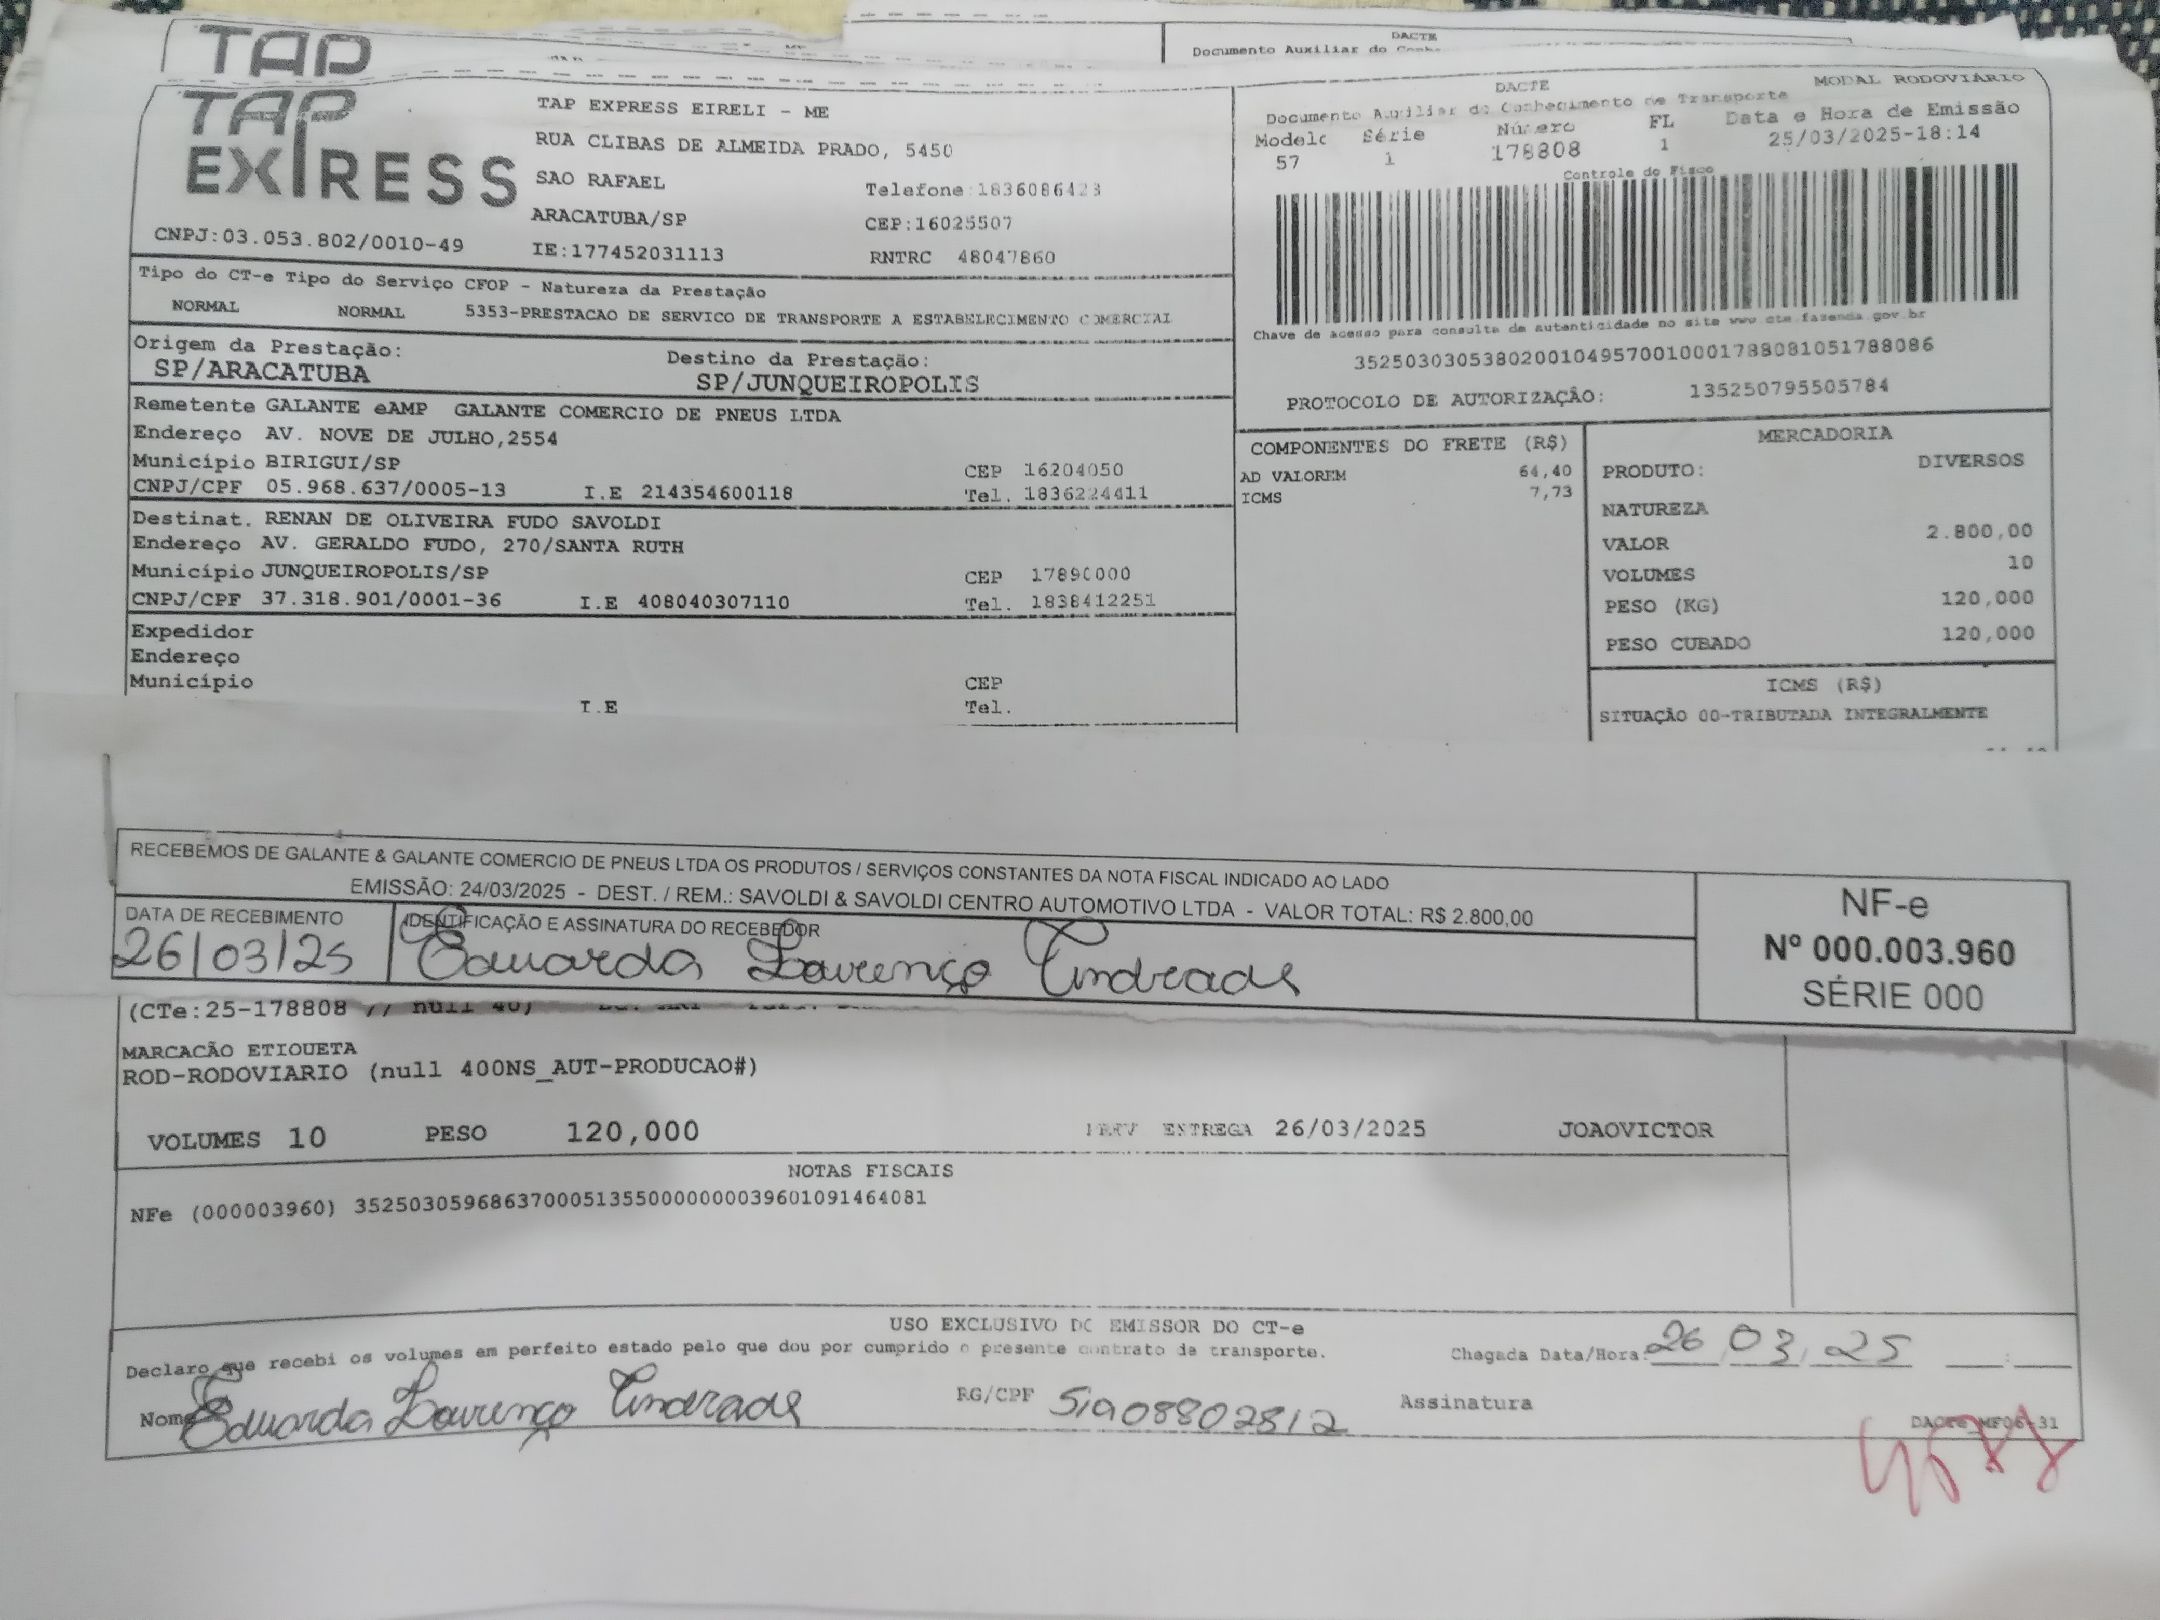 TAP
DACTE
Documento Auxiliar do
TAP EXPRESS
TAP EXPRESS EIRELI - ME
RUA CLIBAS DE ALMEIDA PRADO, 5450
SAO RAFAEL Telefone:1836086423
ARACATUBA/SP CEP:16025507
CNPJ:03.053.802/0010-49 IE:177452031113 RNTRC 48047860
DACTE MODAL RODOVIÁRIO
Documento Auxiliar do Conhecimento de Transporte
Modelo Série Número FL Data e Hora de Emissão
57 1 178808 1 25/03/2025-18:14
Controle do Fisco
Chave de acesso para consulta de autenticidade no site www.cte.fazenda.gov.br
35250303053802001049570010001788081051788086
PROTOCOLO DE AUTORIZAÇÃO: 135250795505784
Tipo do CT-e Tipo do Serviço CFOP - Natureza da Prestação
NORMAL NORMAL 5353-PRESTACAO DE SERVICO DE TRANSPORTE A ESTABELECIMENTO COMERCIAL
Origem da Prestação: Destino da Prestação:
SP/ARACATUBA SP/JUNQUEIROPOLIS
Remetente GALANTE eAMP GALANTE COMERCIO DE PNEUS LTDA
Endereço AV. NOVE DE JULHO,2554
Município BIRIGUI/SP CEP 16204050
CNPJ/CPF 05.968.637/0005-13 I.E 214354600118 Tel. 1836224411
Destinat. RENAN DE OLIVEIRA FUDO SAVOLDI
Endereço AV. GERALDO FUDO, 270/SANTA RUTH
Município JUNQUEIROPOLIS/SP CEP 17890000
CNPJ/CPF 37.318.901/0001-36 I.E 408040307110 Tel. 1838412251
Expedidor
Endereço
Município CEP
I.E Tel.
COMPONENTES DO FRETE (R$)
AD VALOREM 64,40
ICMS 7,73
MERCADORIA
PRODUTO: DIVERSOS
NATUREZA
VALOR 2.800,00
VOLUMES 10
PESO (KG) 120,000
PESO CUBADO 120,000
ICMS (R$)
SITUAÇÃO 00-TRIBUTADA INTEGRALMENTE
RECEBEMOS DE GALANTE & GALANTE COMERCIO DE PNEUS LTDA OS PRODUTOS / SERVIÇOS CONSTANTES DA NOTA FISCAL INDICADO AO LADO
EMISSÃO: 24/03/2025 - DEST. / REM.: SAVOLDI & SAVOLDI CENTRO AUTOMOTIVO LTDA - VALOR TOTAL: R$ 2.800,00
DATA DE RECEBIMENTO IDENTIFICAÇÃO E ASSINATURA DO RECEBEDOR
26/03/25 Eduarda Lourenço Andrade
NF-e
Nº 000.003.960
SÉRIE 000
(CTe:25-178808 // null 40)
MARCACÃO ETIQUETA
ROD-RODOVIARIO (null 400NS_AUT-PRODUCAO#)
VOLUMES 10 PESO 120,000 PREV ENTREGA 26/03/2025 JOAOVICTOR
NOTAS FISCAIS
NFe (000003960) 35250305968637000513550000000039601091464081
USO EXCLUSIVO DO EMISSOR DO CT-e
Declaro que recebi os volumes em perfeito estado pelo que dou por cumprido o presente contrato de transporte. Chegada Data/Hora: 26/03/25
Nome Eduarda Lourenço Andrade RG/CPF 51908802812 Assinatura